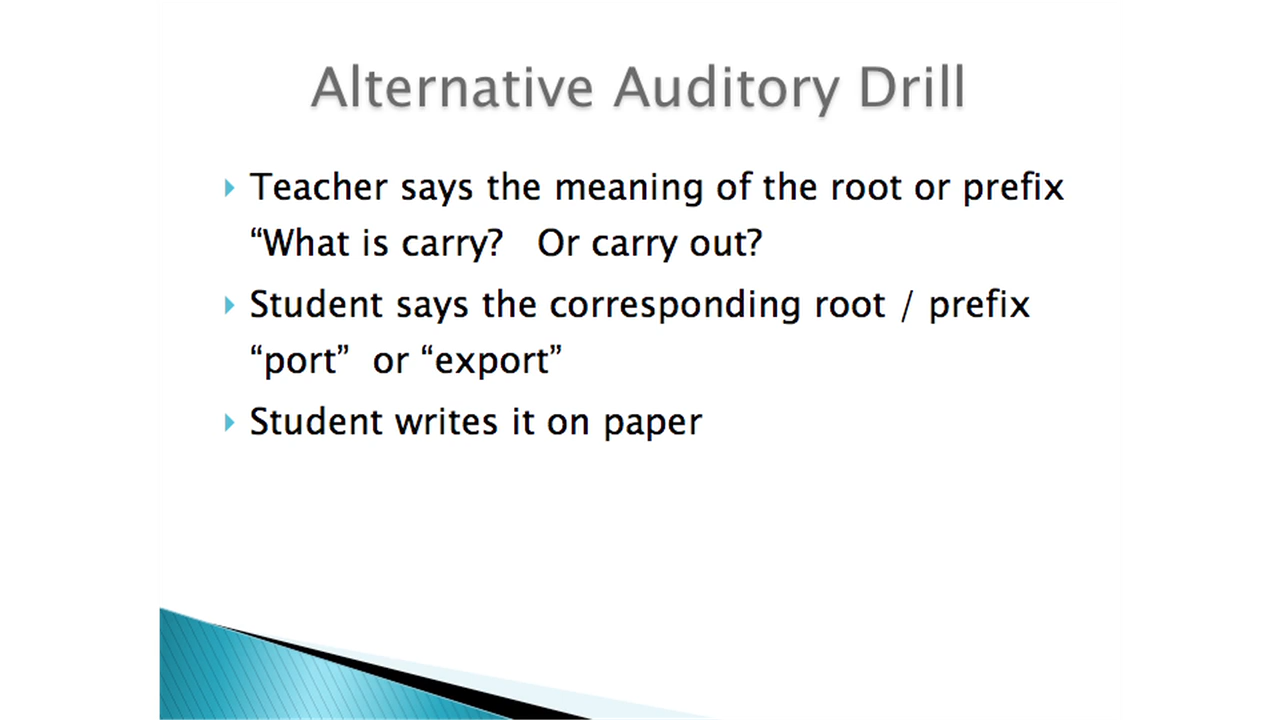 Alternative Auditory Drill
Teacher says the meaning of the root or prefix
“What is carry?   Or carry out?
Student says the corresponding root / prefix
“port”  or “export”
Student writes it on paper